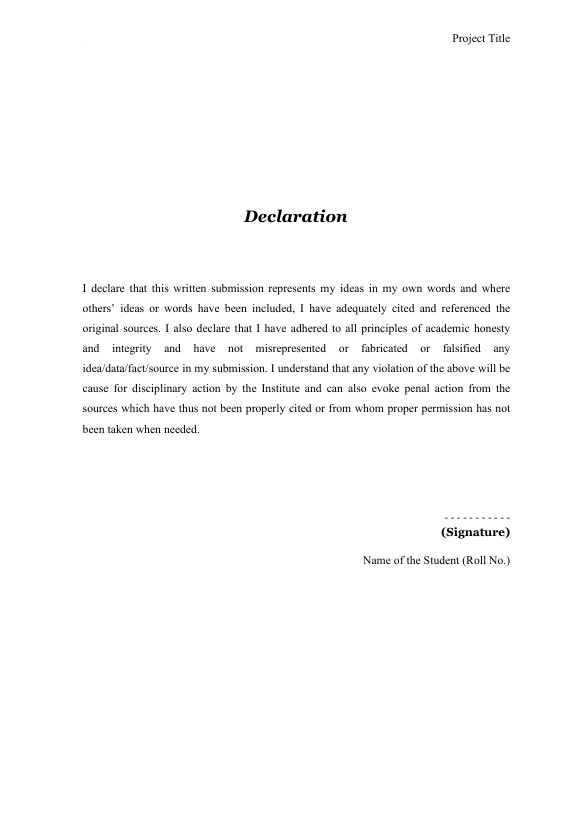 Project Title
Declaration
I declare that this written submission represents my ideas in my own words and where
others’ ideas or words have been included, I have adequately cited and referenced the
original sources. I also declare that I have adhered to all principles of academic honesty
and integrity and have not misrepresented or fabricated or falsified any
idea/data/fact/source in my submission. I understand that any violation of the above will be
cause for disciplinary action by the Institute and can also evoke penal action from the
sources which have thus not been properly cited or from whom proper permission has not
been taken when needed.
-----------
(Signature)
Name of the Student (Roll No.)